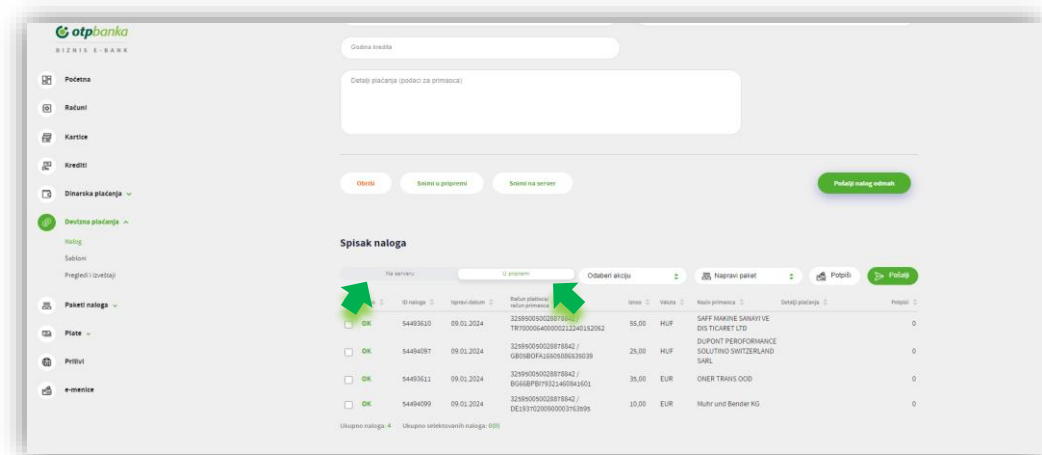 otpbanka
BIZNIS E-BANK
Početna
Računi
Kartice
Krediti
Dinarska plaćanja
Devizna plaćanja
Nalog
Šabloni
Pregledi i izveštaji
Paketi naloga
Plate
Prilivi
e-menice
Godina kredita
Detalji plaćanja (podaci za primaoca)
Obriši Snimi u pripremi Snimi na server Pošalji nalog odmah
Spisak naloga
Na serveru U pripremi Odaberi akciju Napravi paket Potpiši Pošalji
ID naloga Ispravi datum Račun platioca/ račun primaoca Iznos Valuta Naziv primaoca Detalji plaćanja Potpisi
OK 54493610 09.01.2024 55,00 HUF SAFF MAKINE SANAYI VE DIS TICARET LTD 0
OK 54494097 09.01.2024 25,00 HUF DUPONT PEROFORMANCE SOLUTINO SWITZERLAND SARL 0
OK 54493611 09.01.2024 35,00 EUR ONER TRANS OOD 0
OK 54494099 09.01.2024 10,00 EUR Muhr und Bender KG 0
Ukupno naloga: 4 Ukupno selektovanih naloga: 0(0)